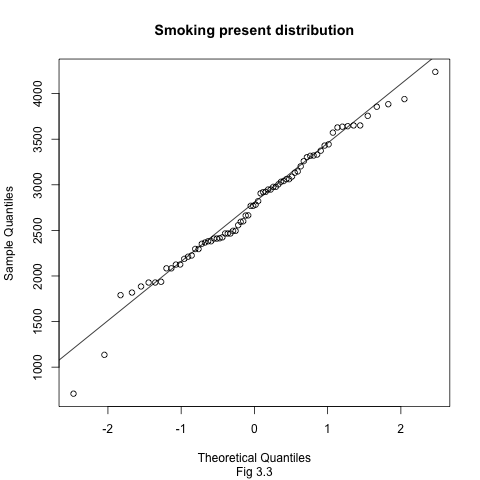 Smoking present distribution
Sample Quantiles
4000
3500
3000
2500
2000
1500
1000
-2 -1 0 1 2
Theoretical Quantiles
Fig 3.3